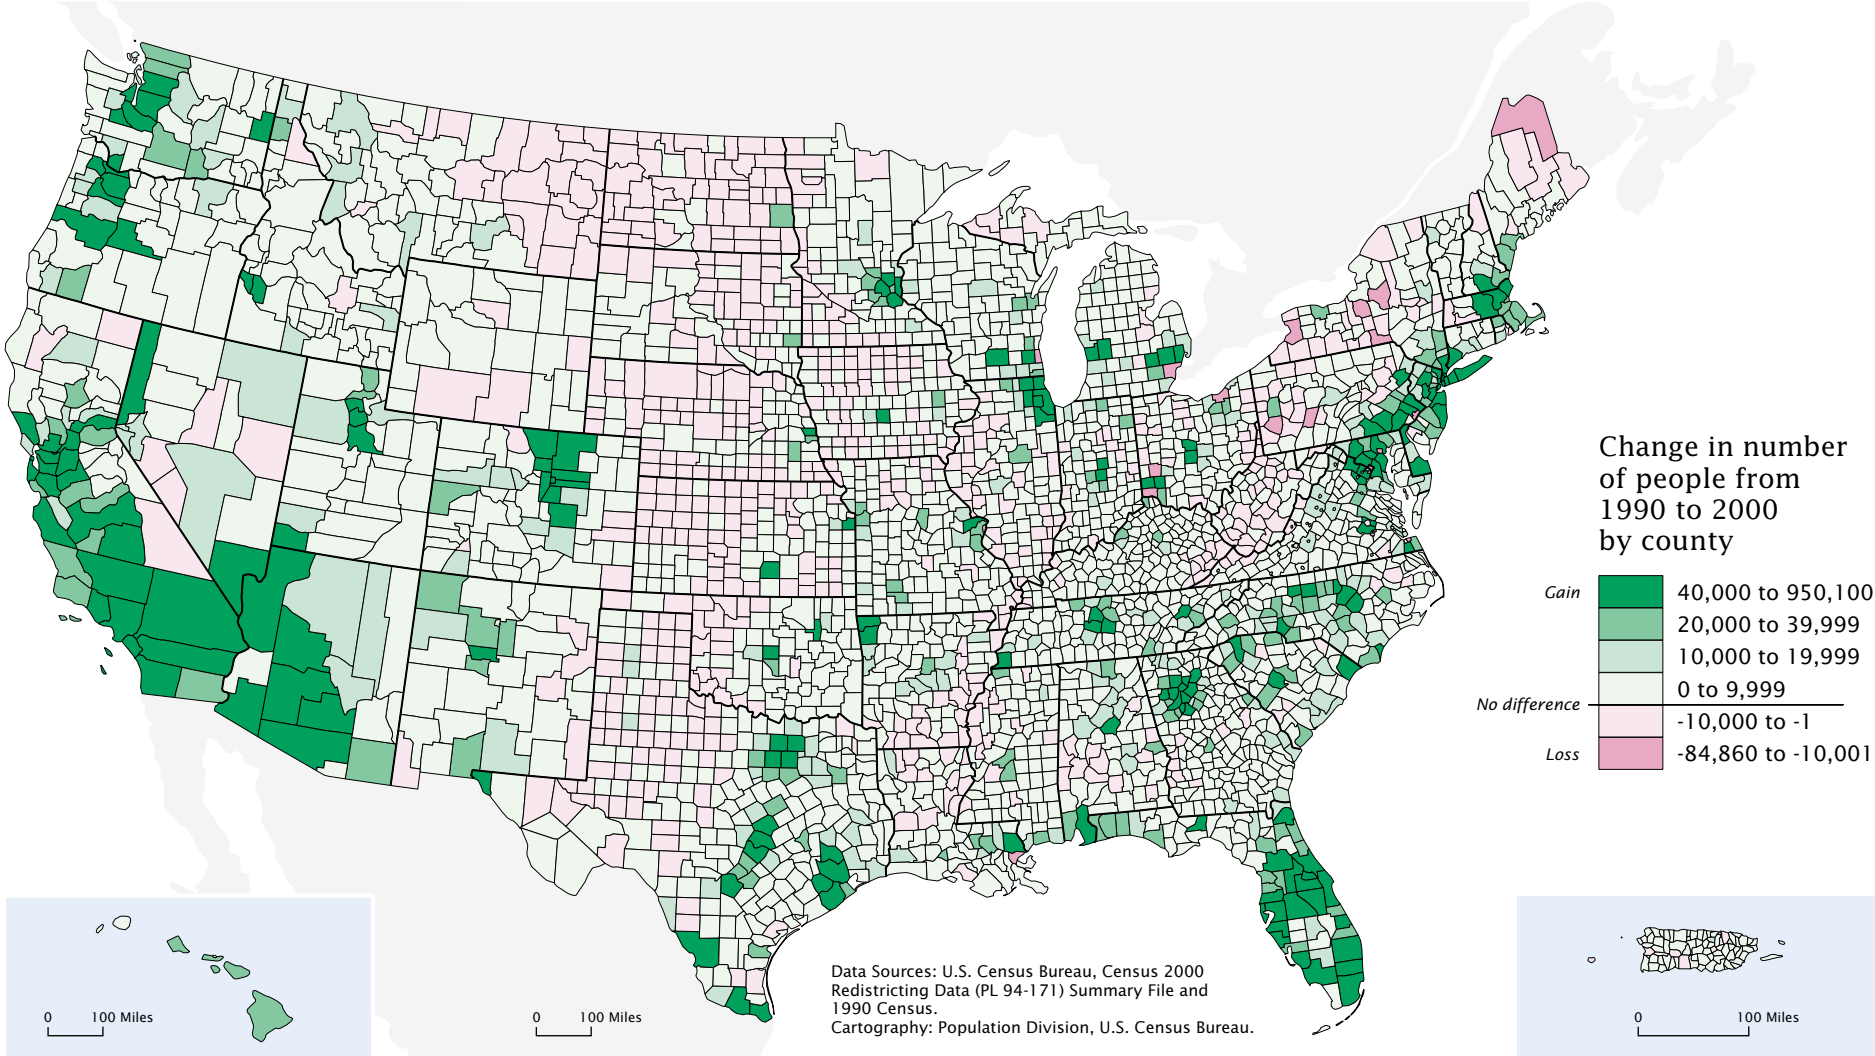 Change in number
of people from
1990 to 2000
by county
Gain
40,000 to 950,100
20,000 to 39,999
10,000 to 19,999
0 to 9,999
No difference
-10,000 to -1
Loss
-84,860 to -10,001
Data Sources: U.S. Census Bureau, Census 2000
Redistricting Data (PL 94-171) Summary File and
1990 Census.
Cartography: Population Division, U.S. Census Bureau.
0 100 Miles
0 100 Miles
0 100 Miles